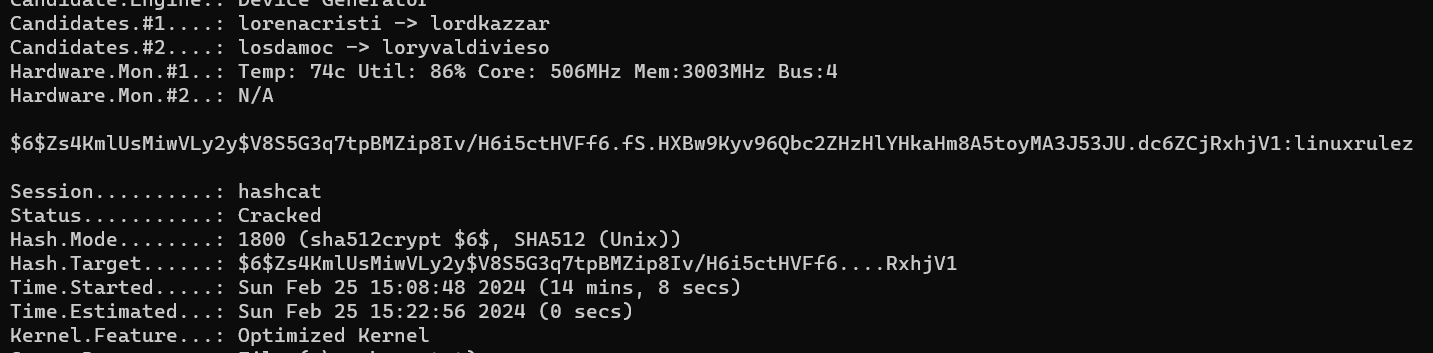 Candidate.Engine.: Device Generator
Candidates.#1....: lorenacristi -> lordkazzar
Candidates.#2....: losdamoc -> loryvaldivieso
Hardware.Mon.#1..: Temp: 74c Util: 86% Core: 506MHz Mem:3003MHz Bus:4
Hardware.Mon.#2..: N/A
$6$Zs4KmlUsMiwVLy2y$V8S5G3q7tpBMZip8Iv/H6i5ctHVFf6.fS.HXBw9Kyv96Qbc2ZHzHlYHkaHm8A5toyMA3J53JU.dc6ZCjRxhjV1:linuxrulez
Session..........: hashcat
Status...........: Cracked
Hash.Mode........: 1800 (sha512crypt $6$, SHA512 (Unix))
Hash.Target......: $6$Zs4KmlUsMiwVLy2y$V8S5G3q7tpBMZip8Iv/H6i5ctHVFf6....RxhjV1
Time.Started.....: Sun Feb 25 15:08:48 2024 (14 mins, 8 secs)
Time.Estimated...: Sun Feb 25 15:22:56 2024 (0 secs)
Kernel.Feature...: Optimized Kernel